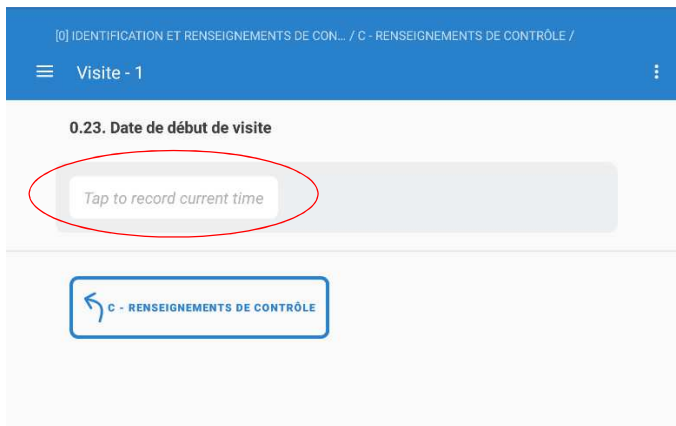 [0] IDENTIFICATION ET RENSEIGNEMENTS DE CON... / C - RENSEIGNEMENTS DE CONTRÔLE /
Visite - 1
0.23. Date de début de visite
Tap to record current time
C - RENSEIGNEMENTS DE CONTRÔLE